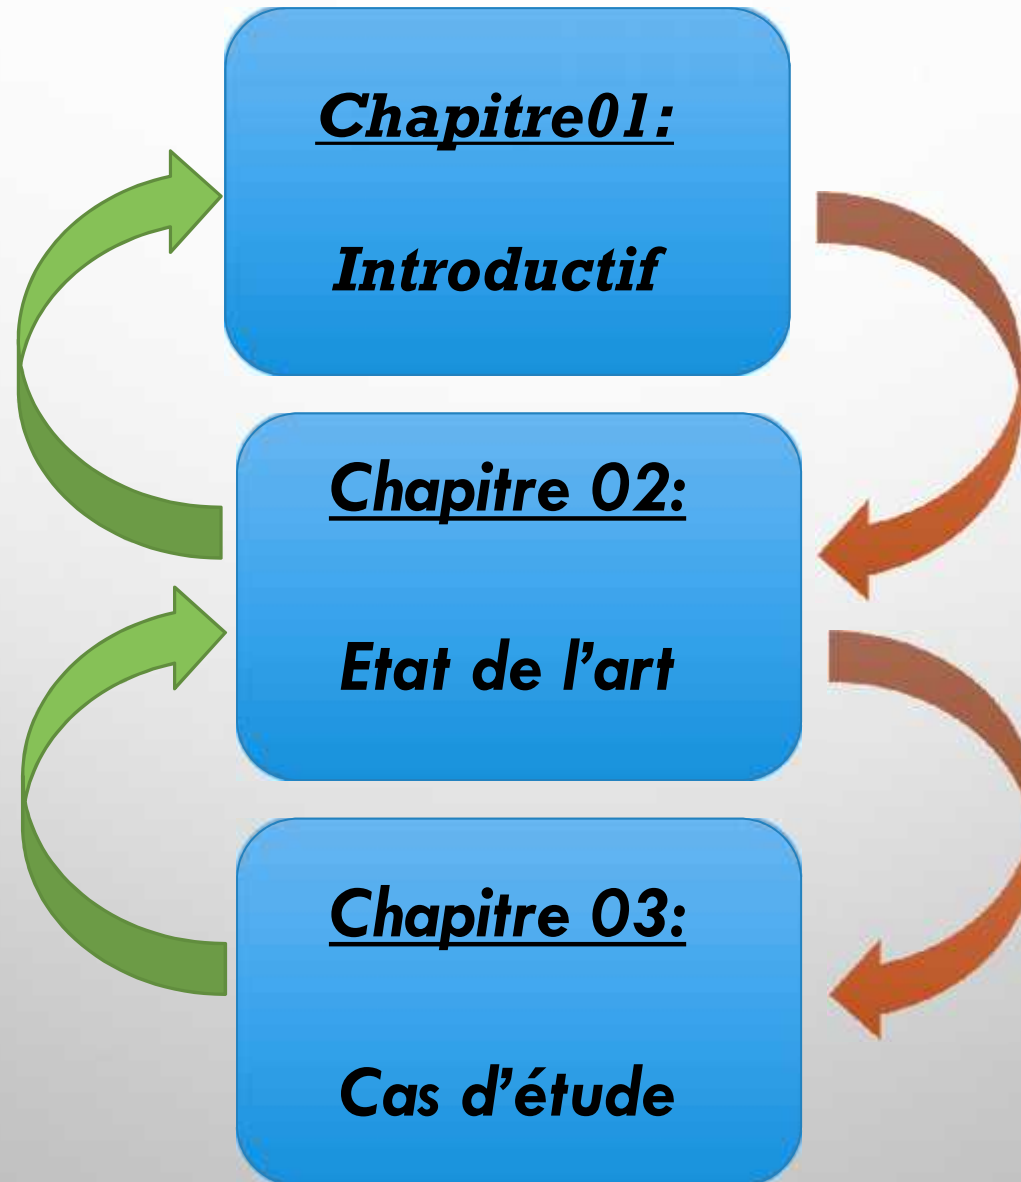 Chapitre01:
Introductif
Chapitre 02:
Etat de l’art
Chapitre 03:
Cas d’étude